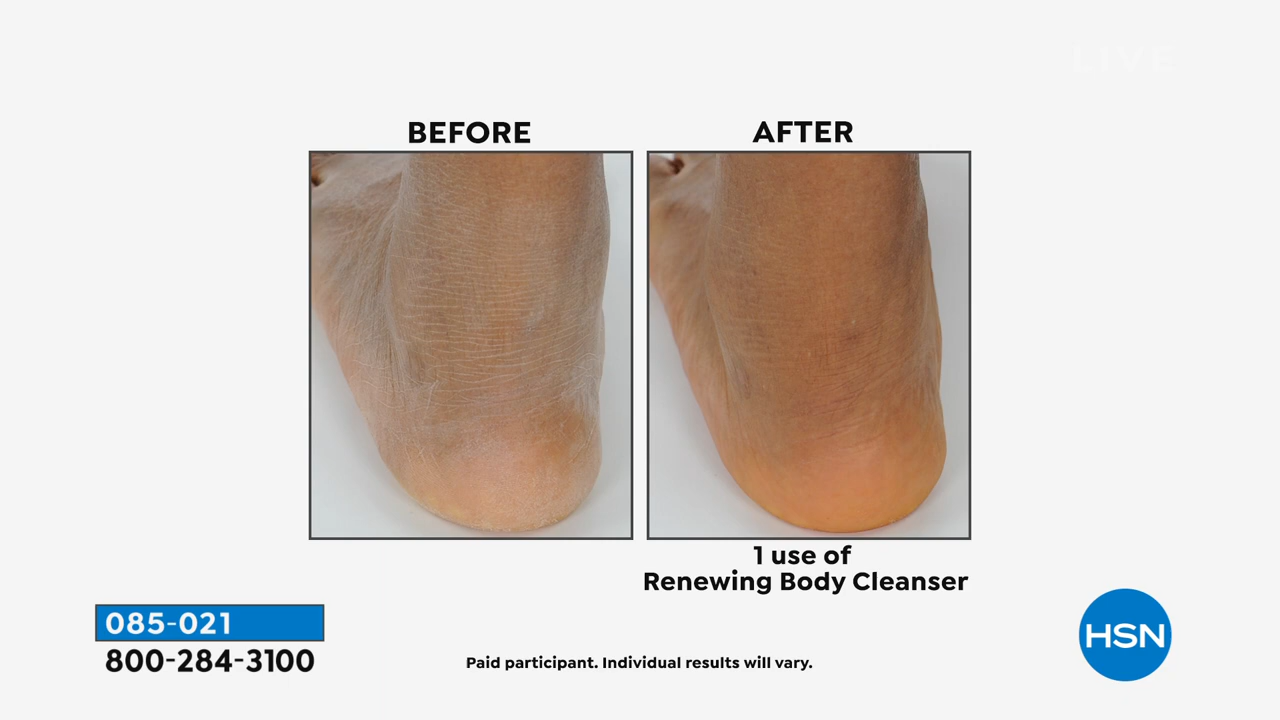 LIVE
BEFORE
AFTER
1 use of
Renewing Body Cleanser
085-021
800-284-3100
Paid participant. Individual results will vary.
HSN